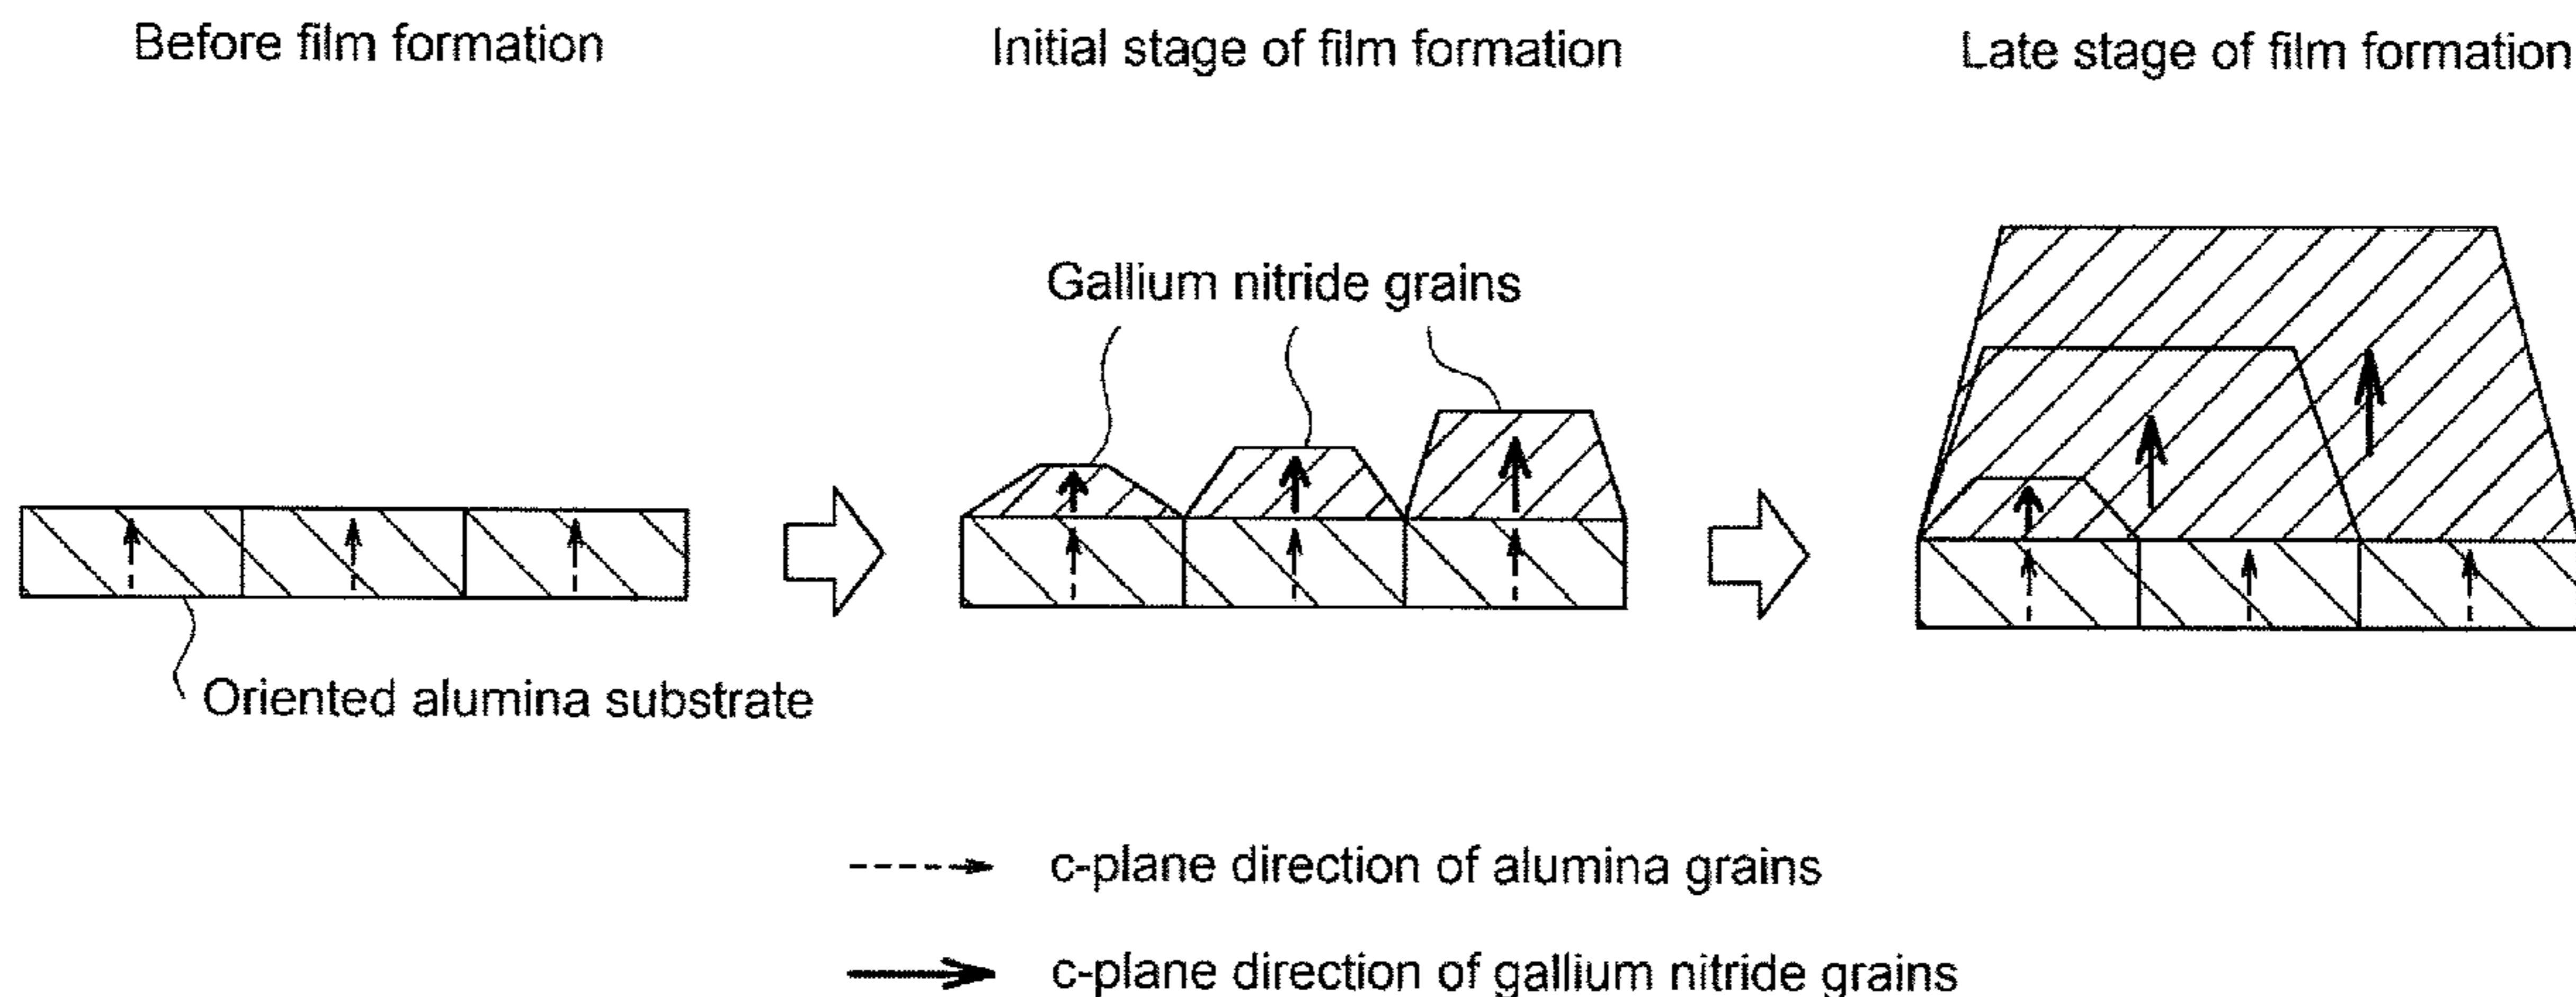 Before film formation
Initial stage of film formation
Late stage of film formation
Gallium nitride grains
Oriented alumina substrate
c-plane direction of alumina grains
c-plane direction of gallium nitride grains